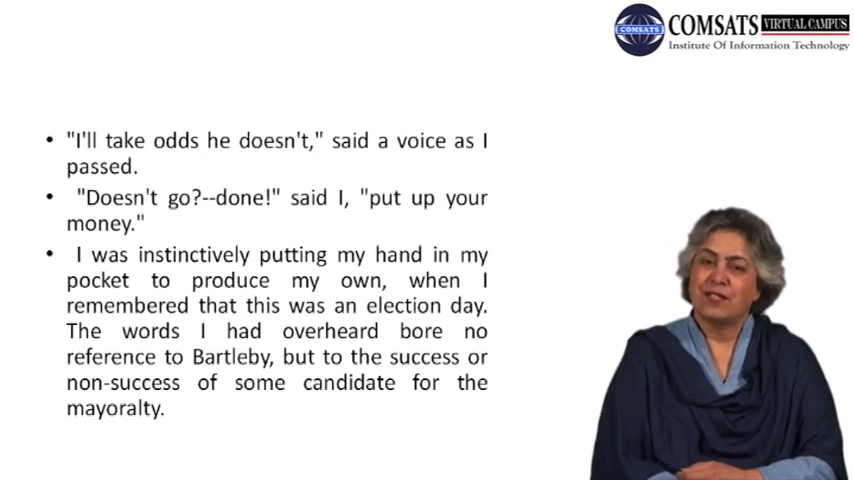 COMSATS
COMSATS VIRTUAL CAMPUS
Institute Of Information Technology
• "I'll take odds he doesn't," said a voice as I
passed.
• "Doesn't go?--done!" said I, "put up your
money."
• I was instinctively putting my hand in my
pocket to produce my own, when I
remembered that this was an election day.
The words I had overheard bore no
reference to Bartleby, but to the success or
non-success of some candidate for the
mayoralty.